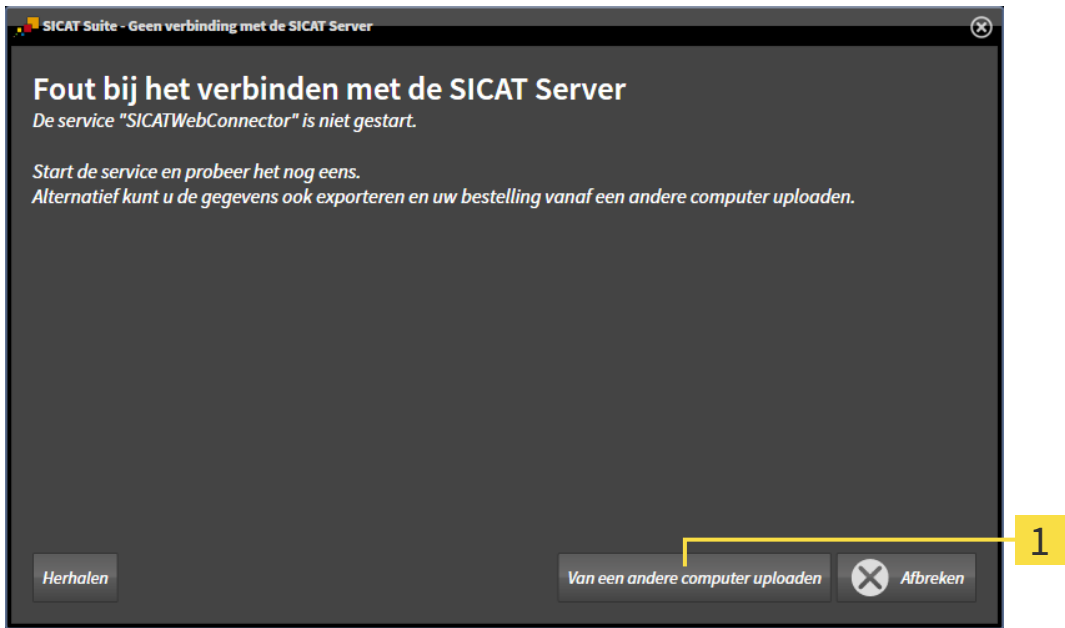 SICAT Suite - Geen verbinding met de SICAT Server
Fout bij het verbinden met de SICAT Server
De service "SICATWebConnector" is niet gestart.
Start de service en probeer het nog eens.
Alternatief kunt u de gegevens ook exporteren en uw bestelling vanaf een andere computer uploaden.
1
Herhalen
Van een andere computer uploaden
Afbreken